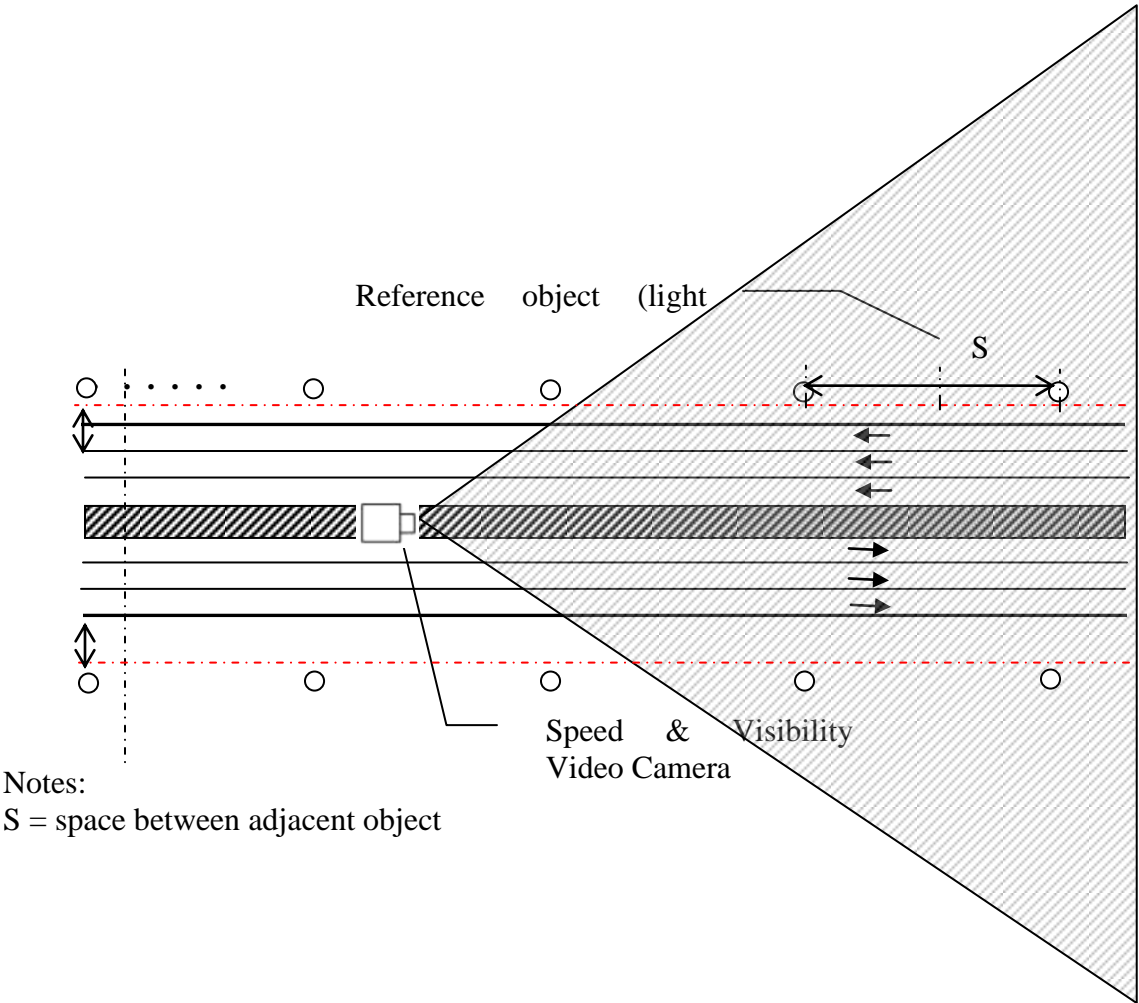 Reference object (light
S
Speed & Visibility
Video Camera
Notes:
S = space between adjacent object